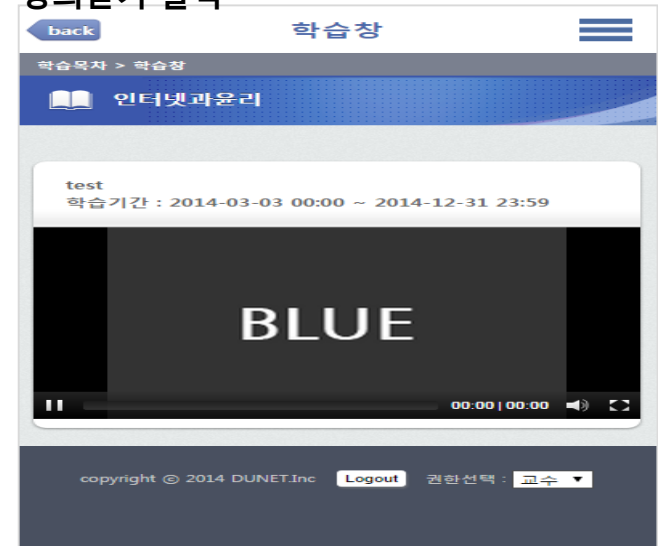 back
학습창
학습목차 > 학습창
인터넷과윤리
test
학습기간 : 2014-03-03 00:00 ~ 2014-12-31 23:59
BLUE
00:00 | 00:00
copyright ⓒ 2014 DUNET.Inc Logout 권한선택 : 교수 ▼